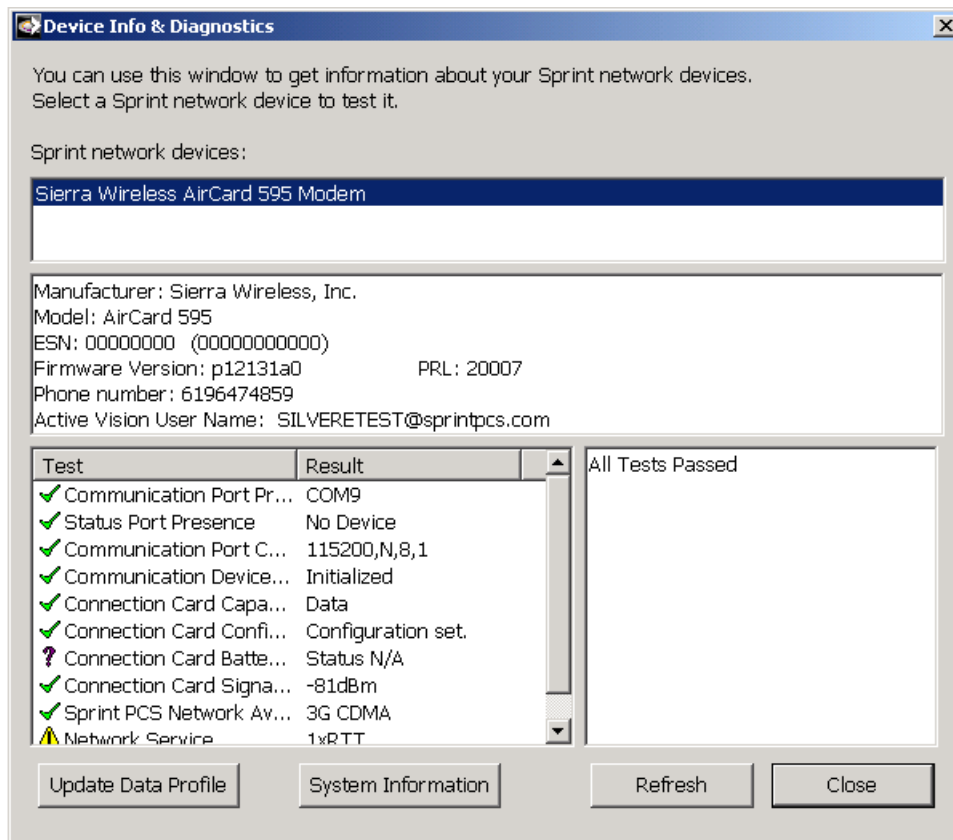 Device Info & Diagnostics
You can use this window to get information about your Sprint network devices.
Select a Sprint network device to test it.
Sprint network devices:
Sierra Wireless AirCard 595 Modem
Manufacturer: Sierra Wireless, Inc.
Model: AirCard 595
ESN: 00000000 (00000000000)
Firmware Version: p12131a0 PRL: 20007
Phone number: 6196474859
Active Vision User Name: SILVERETEST@sprintpcs.com
Test Result
Communication Port Pr... COM9
Status Port Presence No Device
Communication Port C... 115200,N,8,1
Communication Device... Initialized
Connection Card Capa... Data
Connection Card Confi... Configuration set.
Connection Card Batte... Status N/A
Connection Card Signa... -81dBm
Sprint PCS Network Av... 3G CDMA
Network Service 1xRTT
All Tests Passed
Update Data Profile System Information Refresh Close